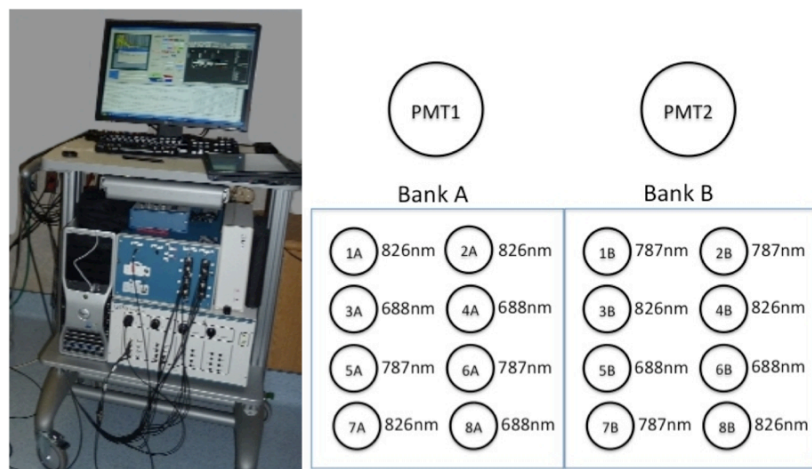 PMT1 PMT2
Bank A Bank B
1A 826nm 2A 826nm 1B 787nm 2B 787nm
3A 688nm 4A 688nm 3B 826nm 4B 826nm
5A 787nm 6A 787nm 5B 688nm 6B 688nm
7A 826nm 8A 688nm 7B 787nm 8B 826nm